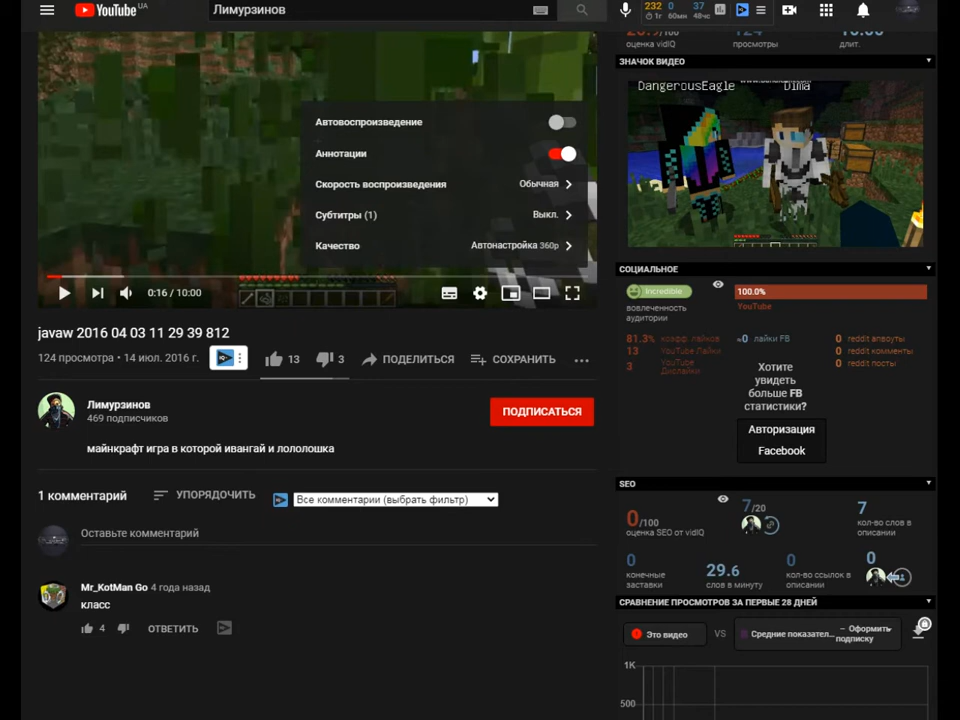 YouTube UA
Лимурзинов
232 0 37
1г 60мн 48чс
оценка vidIQ просмотры длит.
ЗНАЧОК ВИДЕО
DangerousEagle Dima
Автовоспроизведение
Аннотации
Скорость воспроизведения Обычная
Субтитры (1) Выкл.
Качество Автонастройка 360p
0:16 / 10:00
javaw 2016 04 03 11 29 39 812
124 просмотра • 14 июл. 2016 г.
13 3 ПОДЕЛИТЬСЯ СОХРАНИТЬ
Лимурзинов
469 подписчиков
ПОДПИСАТЬСЯ
майнкрафт игра в которой ивангай и лололошка
1 комментарий УПОРЯДОЧИТЬ Все комментарии (выбрать фильтр)
Оставьте комментарий
Mr_KotMan Go 4 года назад
класс
4 ОТВЕТИТЬ
СОЦИАЛЬНОЕ
Incredible
вовлеченность
аудитории
100.0%
YouTube
81.3% коэфф. лайков
13 YouTube Лайки
3 YouTube
Дислайки
≈0 лайки FB
0 reddit апвоуты
0 reddit комменты
0 reddit посты
Хотите
увидеть
больше FB
статистики?
Авторизация
Facebook
SEO
0/100
оценка SEO от vidIQ
7/20
7
кол-во слов в
описании
0
конечные
заставки
29.6
слов в минуту
0
кол-во ссылок в
описании
0
СРАВНЕНИЕ ПРОСМОТРОВ ЗА ПЕРВЫЕ 28 ДНЕЙ
Это видео VS Средние показател... – Оформить
подписку
1K
500